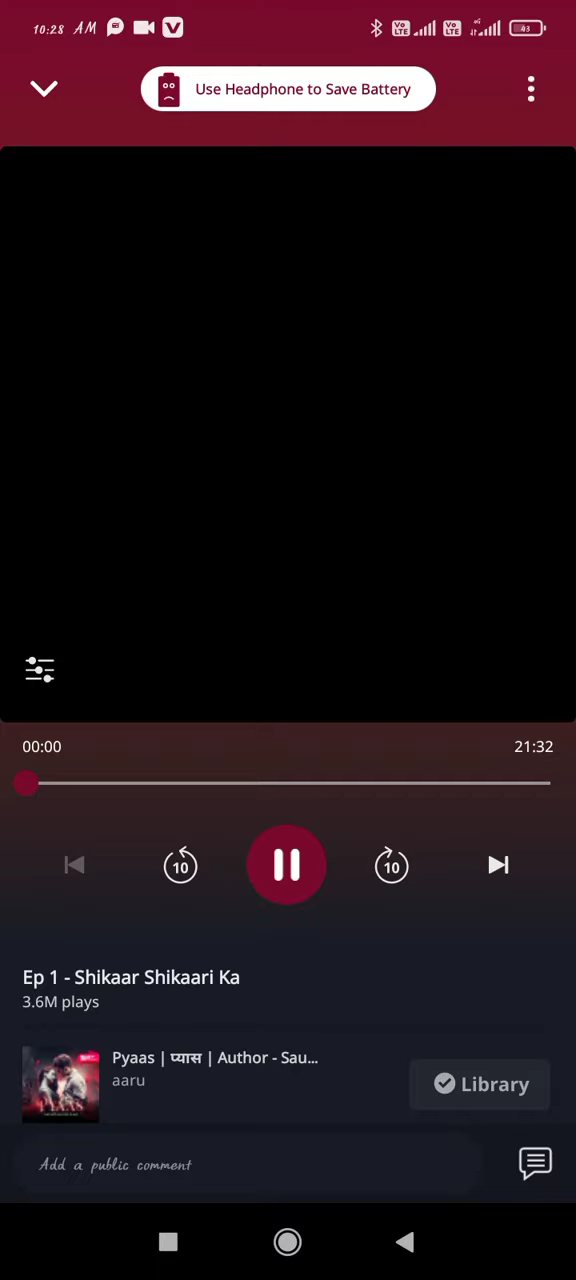 10:28 AM
Use Headphone to Save Battery
00:00
21:32
10
10
Ep 1 - Shikaar Shikaari Ka
3.6M plays
Pyaas | प्यास | Author - Sau...
aaru
Library
Add a public comment